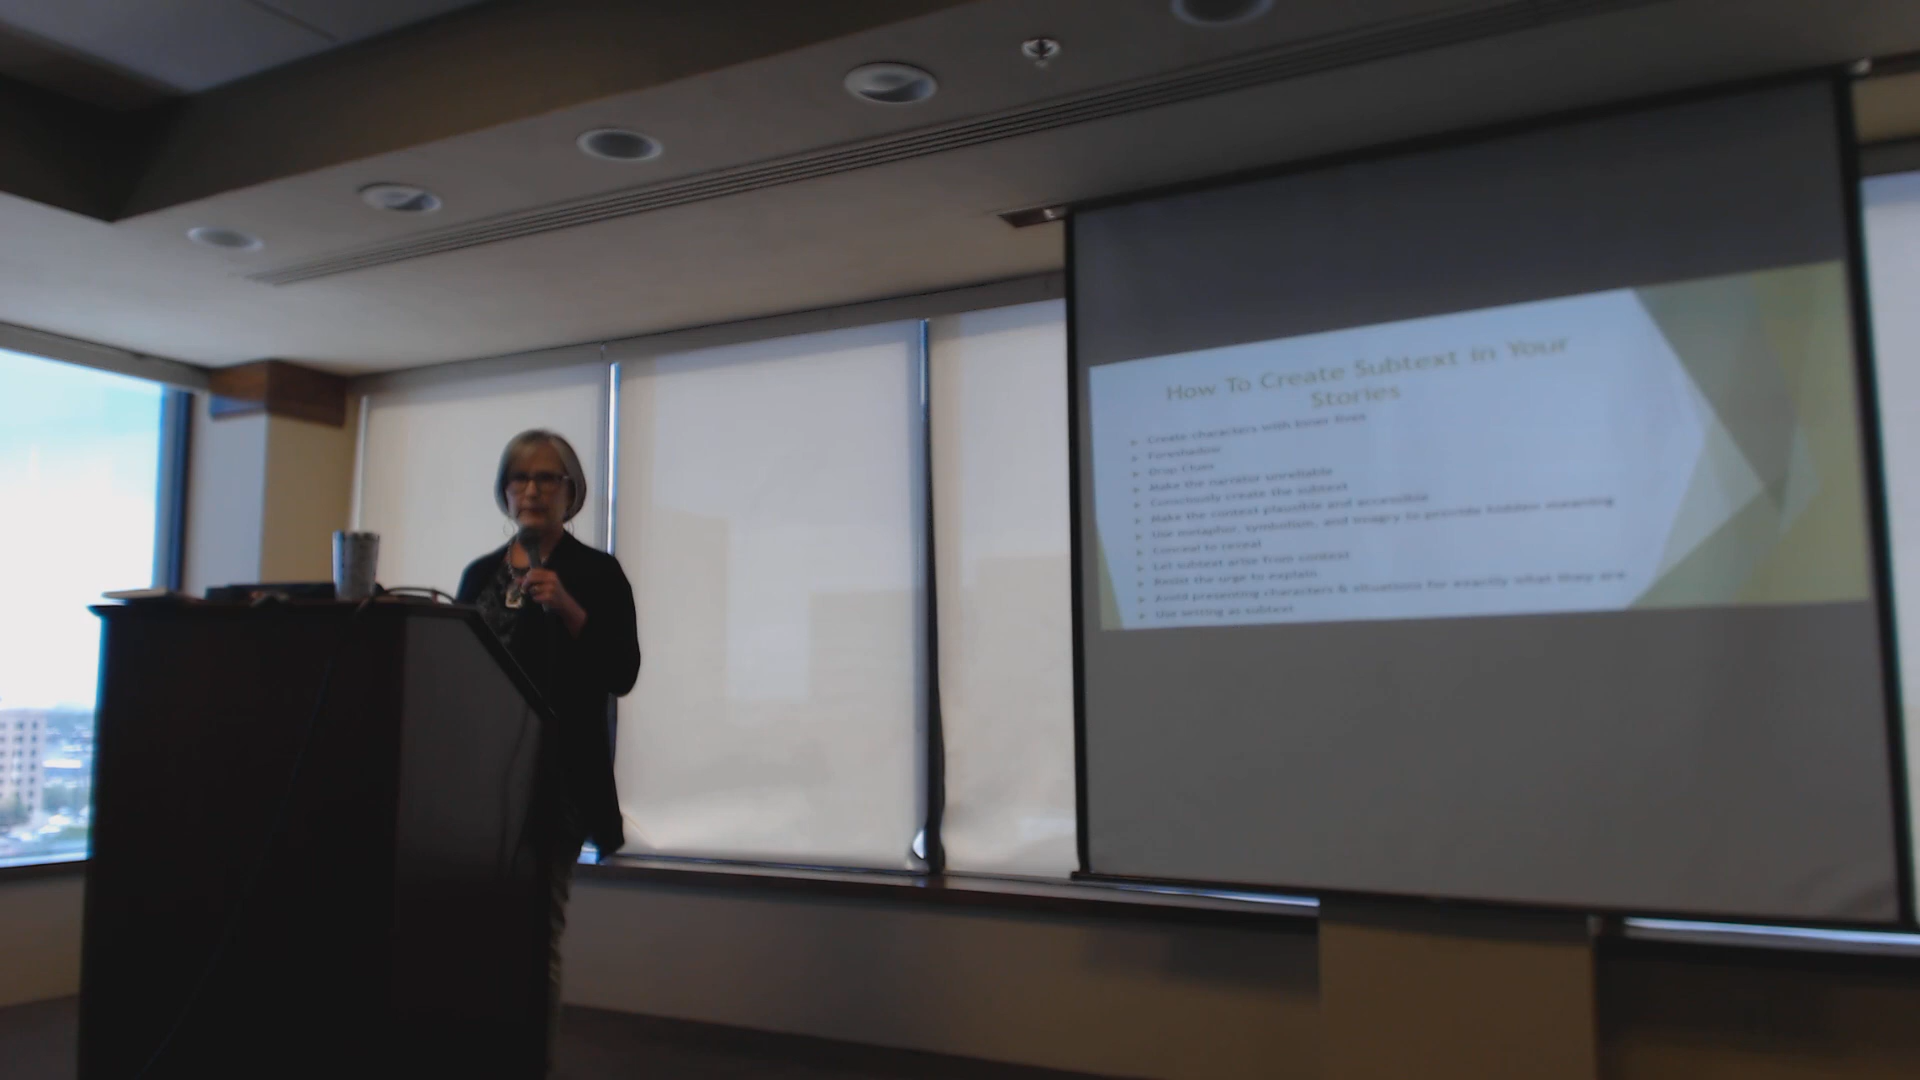 How To Create Subtext in Your
Stories
Create characters with inner lives
Foreshadow
Drop Clues
Make the narrator unreliable
Consciously create the subtext
Make the context plausible and accessible
Use metaphor, symbolism, and imagry to provide hidden meaning
Conceal to reveal
Let subtext arise from context
Resist the urge to explain
Avoid presenting characters & situations for exactly what they are
Use setting as subtext